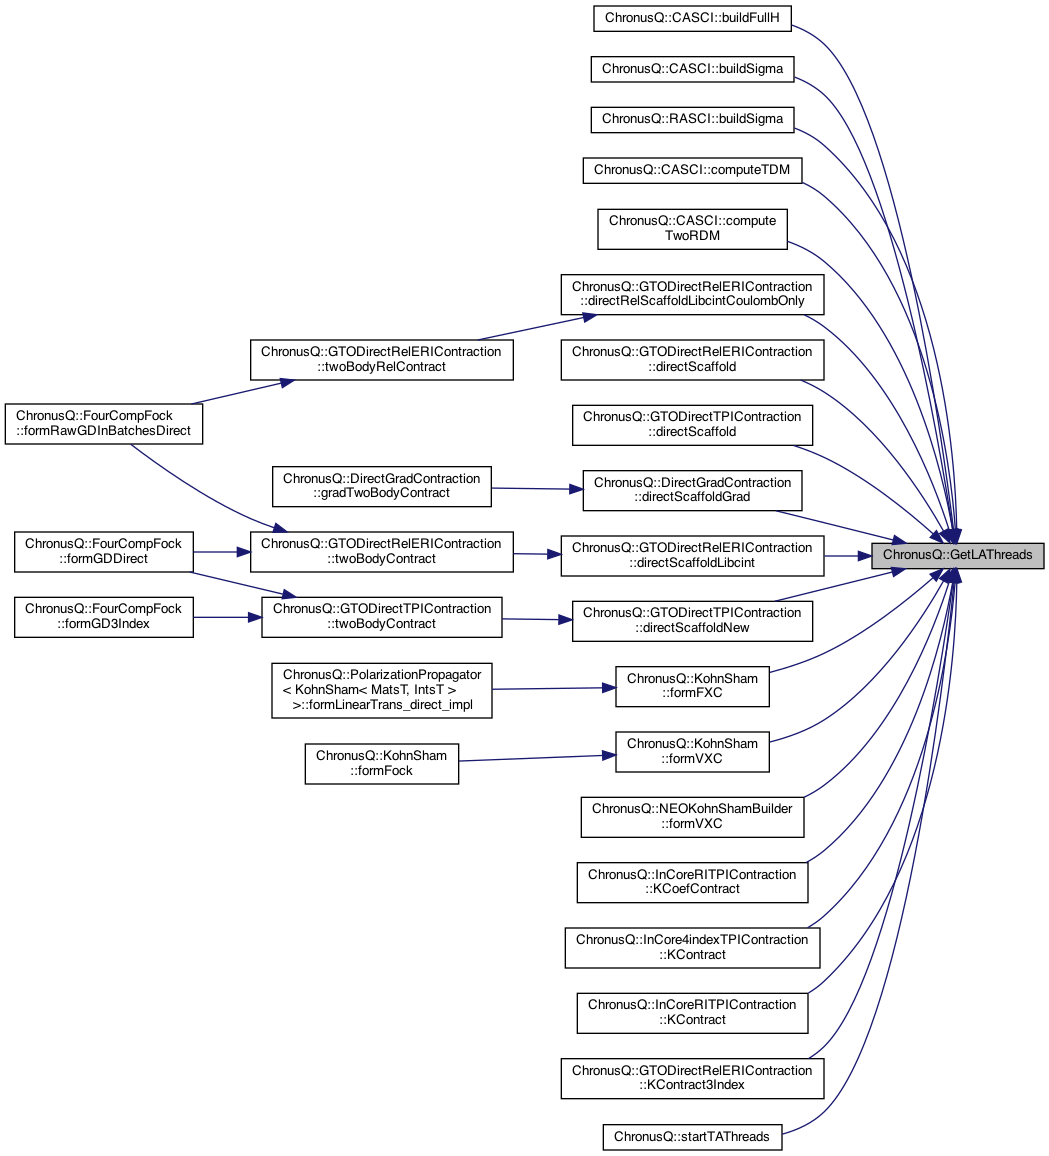 ChronusQ::CASCI::buildFullH
ChronusQ::CASCI::buildSigma
ChronusQ::RASCI::buildSigma
ChronusQ::CASCI::computeTDM
ChronusQ::CASCI::compute
TwoRDM
ChronusQ::GTODirectRelERIContraction
::directRelScaffoldLibcintCoulombOnly
ChronusQ::GTODirectRelERIContraction
::twoBodyRelContract
ChronusQ::GTODirectRelERIContraction
::directScaffold
ChronusQ::FourCompFock
::formRawGDInBatchesDirect
ChronusQ::GTODirectTPIContraction
::directScaffold
ChronusQ::DirectGradContraction
::gradTwoBodyContract
ChronusQ::DirectGradContraction
::directScaffoldGrad
ChronusQ::FourCompFock
::formGDDirect
ChronusQ::GTODirectRelERIContraction
::twoBodyContract
ChronusQ::GTODirectRelERIContraction
::directScaffoldLibcint
ChronusQ::GetLAThreads
ChronusQ::FourCompFock
::formGD3Index
ChronusQ::GTODirectTPIContraction
::twoBodyContract
ChronusQ::GTODirectTPIContraction
::directScaffoldNew
ChronusQ::PolarizationPropagator
< KohnSham< MatsT, IntsT >
>::formLinearTrans_direct_impl
ChronusQ::KohnSham
::formFXC
ChronusQ::KohnSham
::formFock
ChronusQ::KohnSham
::formVXC
ChronusQ::NEOKohnShamBuilder
::formVXC
ChronusQ::InCoreRITPIContraction
::KCoefContract
ChronusQ::InCore4indexTPIContraction
::KContract
ChronusQ::InCoreRITPIContraction
::KContract
ChronusQ::GTODirectRelERIContraction
::KContract3Index
ChronusQ::startTAThreads